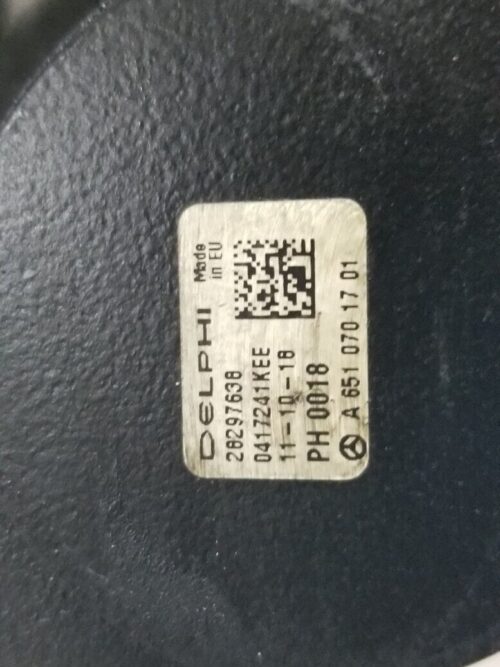 DELPHI
Made
in EU
28297638
0417241KEE
11-10-18
PH 0018
A 651 070 17 01